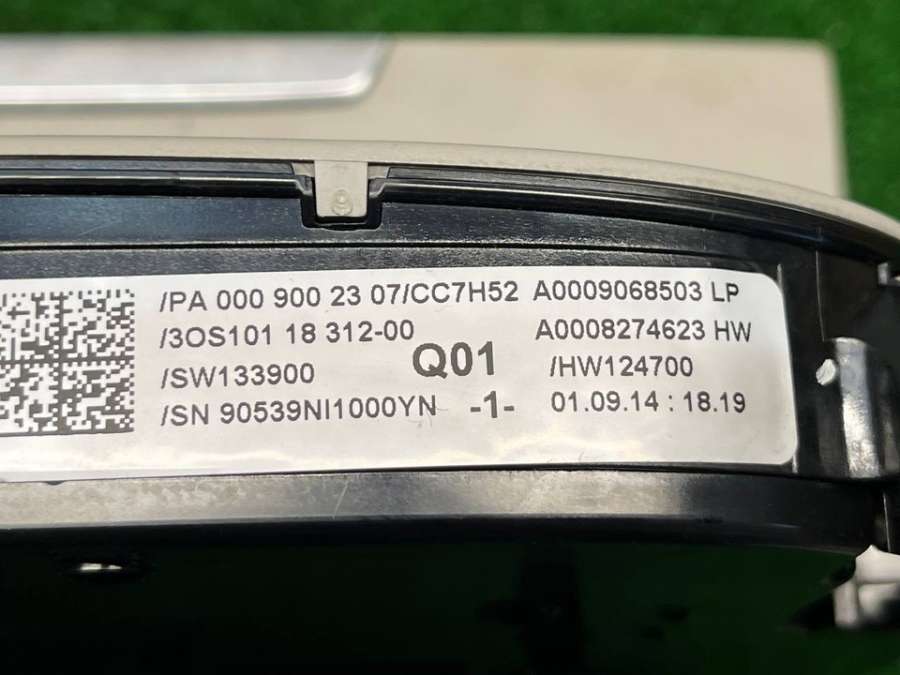 /PA 000 900 23 07/CC7H52 A0009068503 LP
/3OS101 18 312-00 A0008274623 HW
/SW133900 Q01 /HW124700
/SN 90539NI1000YN -1- 01.09.14 : 18.19